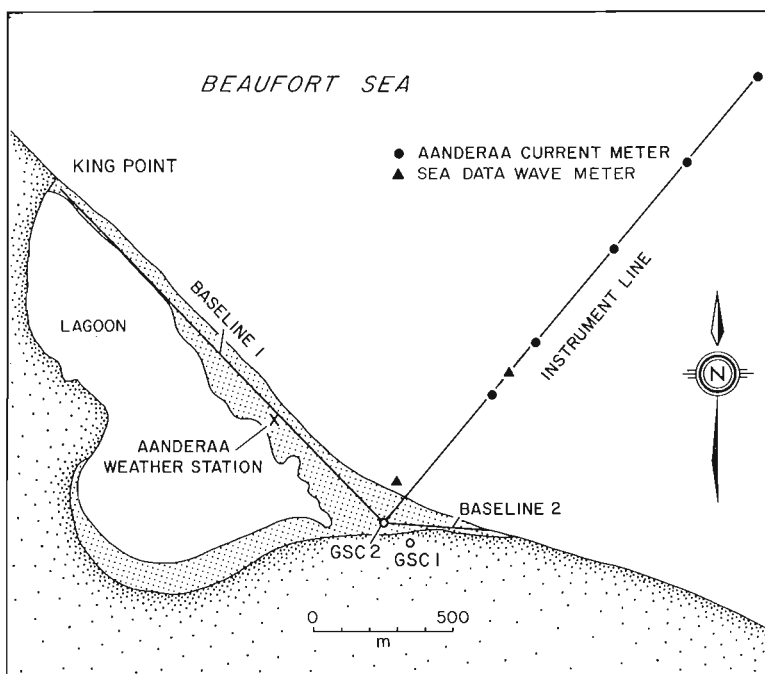 BEAUFORT SEA
KING POINT
● AANDERAA CURRENT METER
▲ SEA DATA WAVE METER
BASELINE 1
INSTRUMENT LINE
LAGOON
N
AANDERAA
WEATHER STATION
BASELINE 2
GSC 2
GSC 1
0 500
m